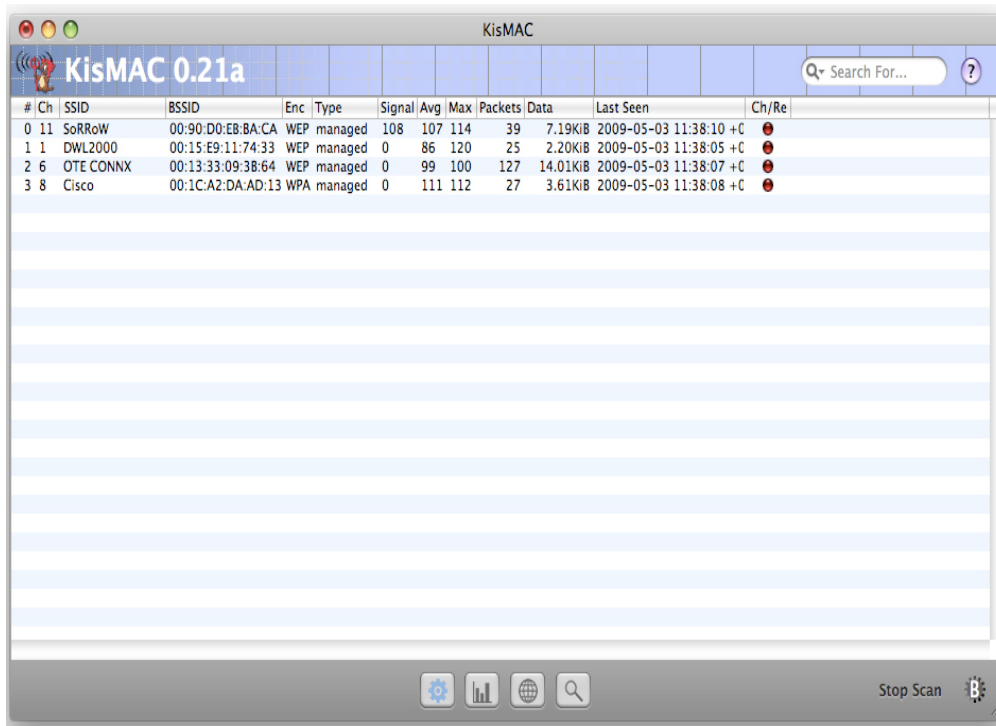 KisMAC
KisMAC 0.21a
Search For...
?
# Ch SSID BSSID Enc Type Signal Avg Max Packets Data Last Seen Ch/Re
0 11 SoRRoW 00:90:D0:EB:BA:CA WEP managed 108 107 114 39 7.19KiB 2009-05-03 11:38:10 +0
1 1 DWL2000 00:15:E9:11:74:33 WEP managed 0 86 120 25 2.20KiB 2009-05-03 11:38:05 +0
2 6 OTE CONNX 00:13:33:09:3B:64 WEP managed 0 99 100 127 14.01KiB 2009-05-03 11:38:07 +0
3 8 Cisco 00:1C:A2:DA:AD:13 WPA managed 0 111 112 27 3.61KiB 2009-05-03 11:38:08 +0
Stop Scan
B